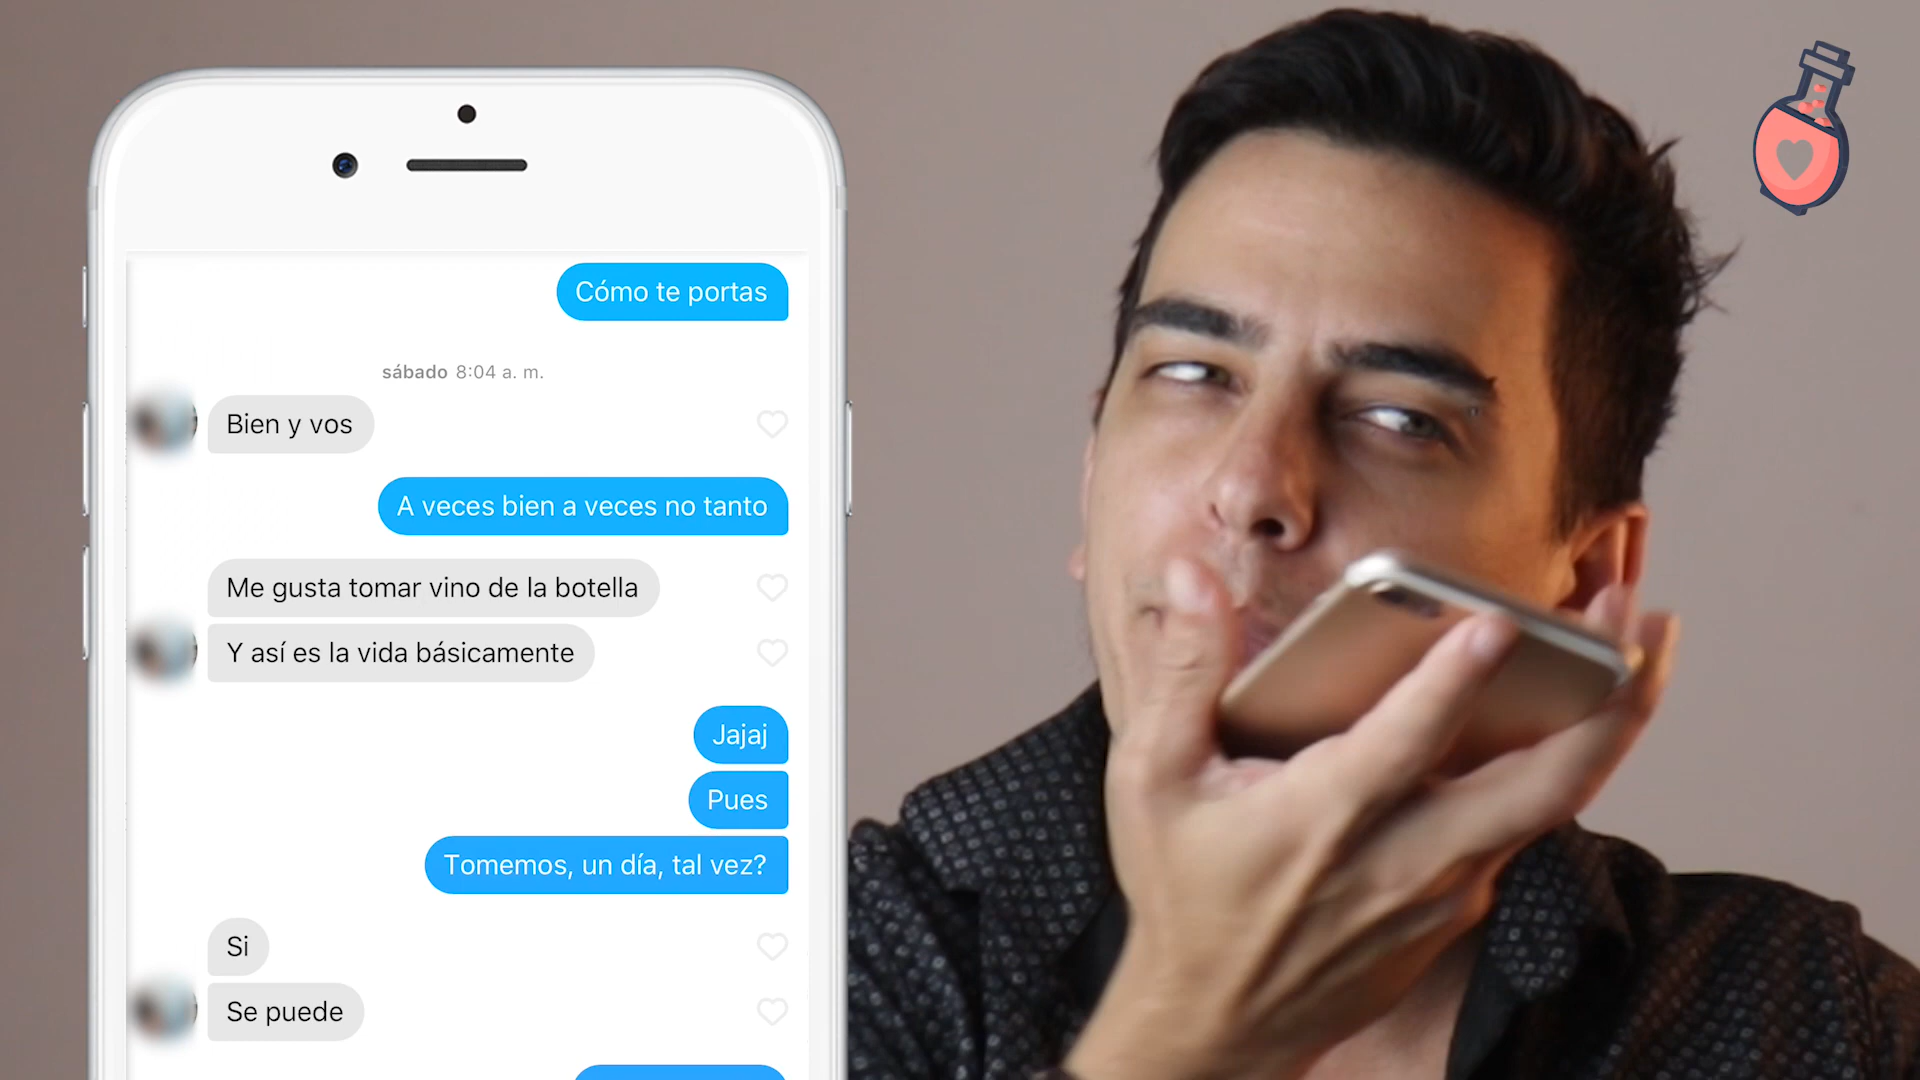 Cómo te portas
sábado 8:04 a. m.
Bien y vos
A veces bien a veces no tanto
Me gusta tomar vino de la botella
Y así es la vida básicamente
Jajaj
Pues
Tomemos, un día, tal vez?
Si
Se puede